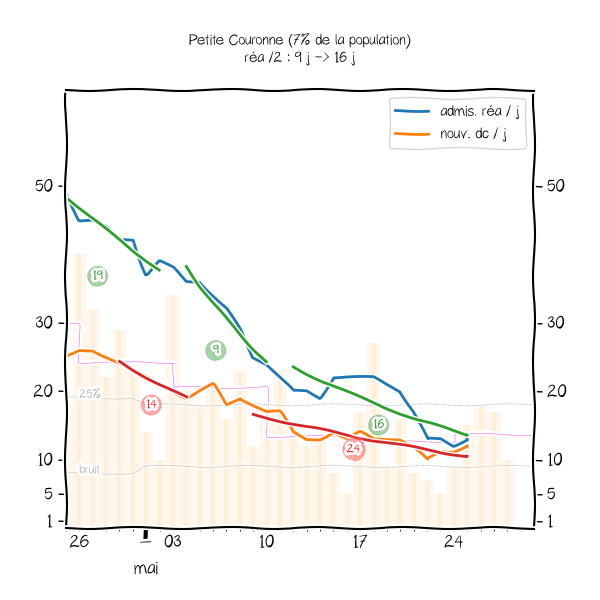 Petite Couronne (7% de la population)
réa /2 : 9 j -> 16 j
admis. réa / j
nouv. dc / j
50 50
19
30 30
9
20 25% 20
14
16
24
10 bruit 10
5 5
1 1
26 1 03 10 17 24
mai